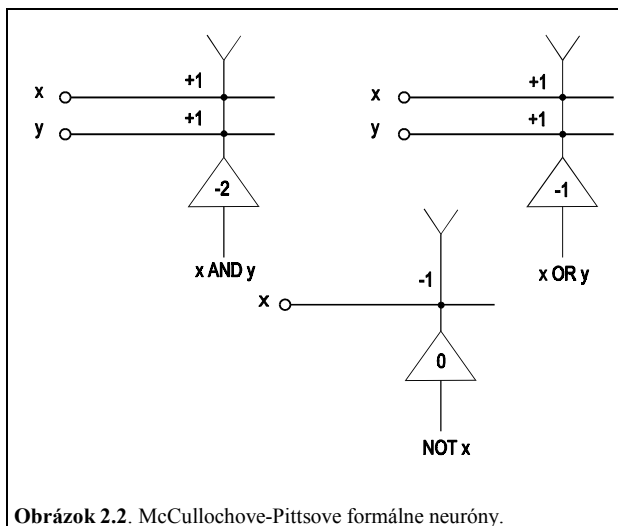 +1
x
+1
y
-2
x AND y
+1
x
+1
y
-1
x OR y
-1
x
0
NOT x
Obrázok 2.2. McCullochove-Pittsove formálne neuróny.